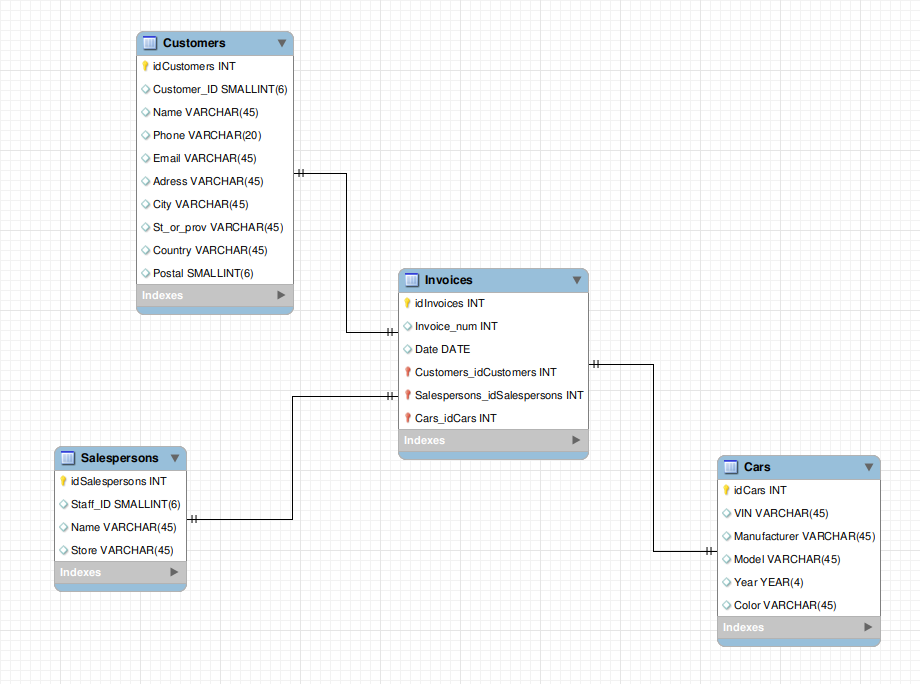 Customers
idCustomers INT
Customer_ID SMALLINT(6)
Name VARCHAR(45)
Phone VARCHAR(20)
Email VARCHAR(45)
Adress VARCHAR(45)
City VARCHAR(45)
St_or_prov VARCHAR(45)
Country VARCHAR(45)
Postal SMALLINT(6)
Indexes
Invoices
idInvoices INT
Invoice_num INT
Date DATE
Customers_idCustomers INT
Salespersons_idSalespersons INT
Cars_idCars INT
Indexes
Salespersons
idSalespersons INT
Staff_ID SMALLINT(6)
Name VARCHAR(45)
Store VARCHAR(45)
Indexes
Cars
idCars INT
VIN VARCHAR(45)
Manufacturer VARCHAR(45)
Model VARCHAR(45)
Year YEAR(4)
Color VARCHAR(45)
Indexes